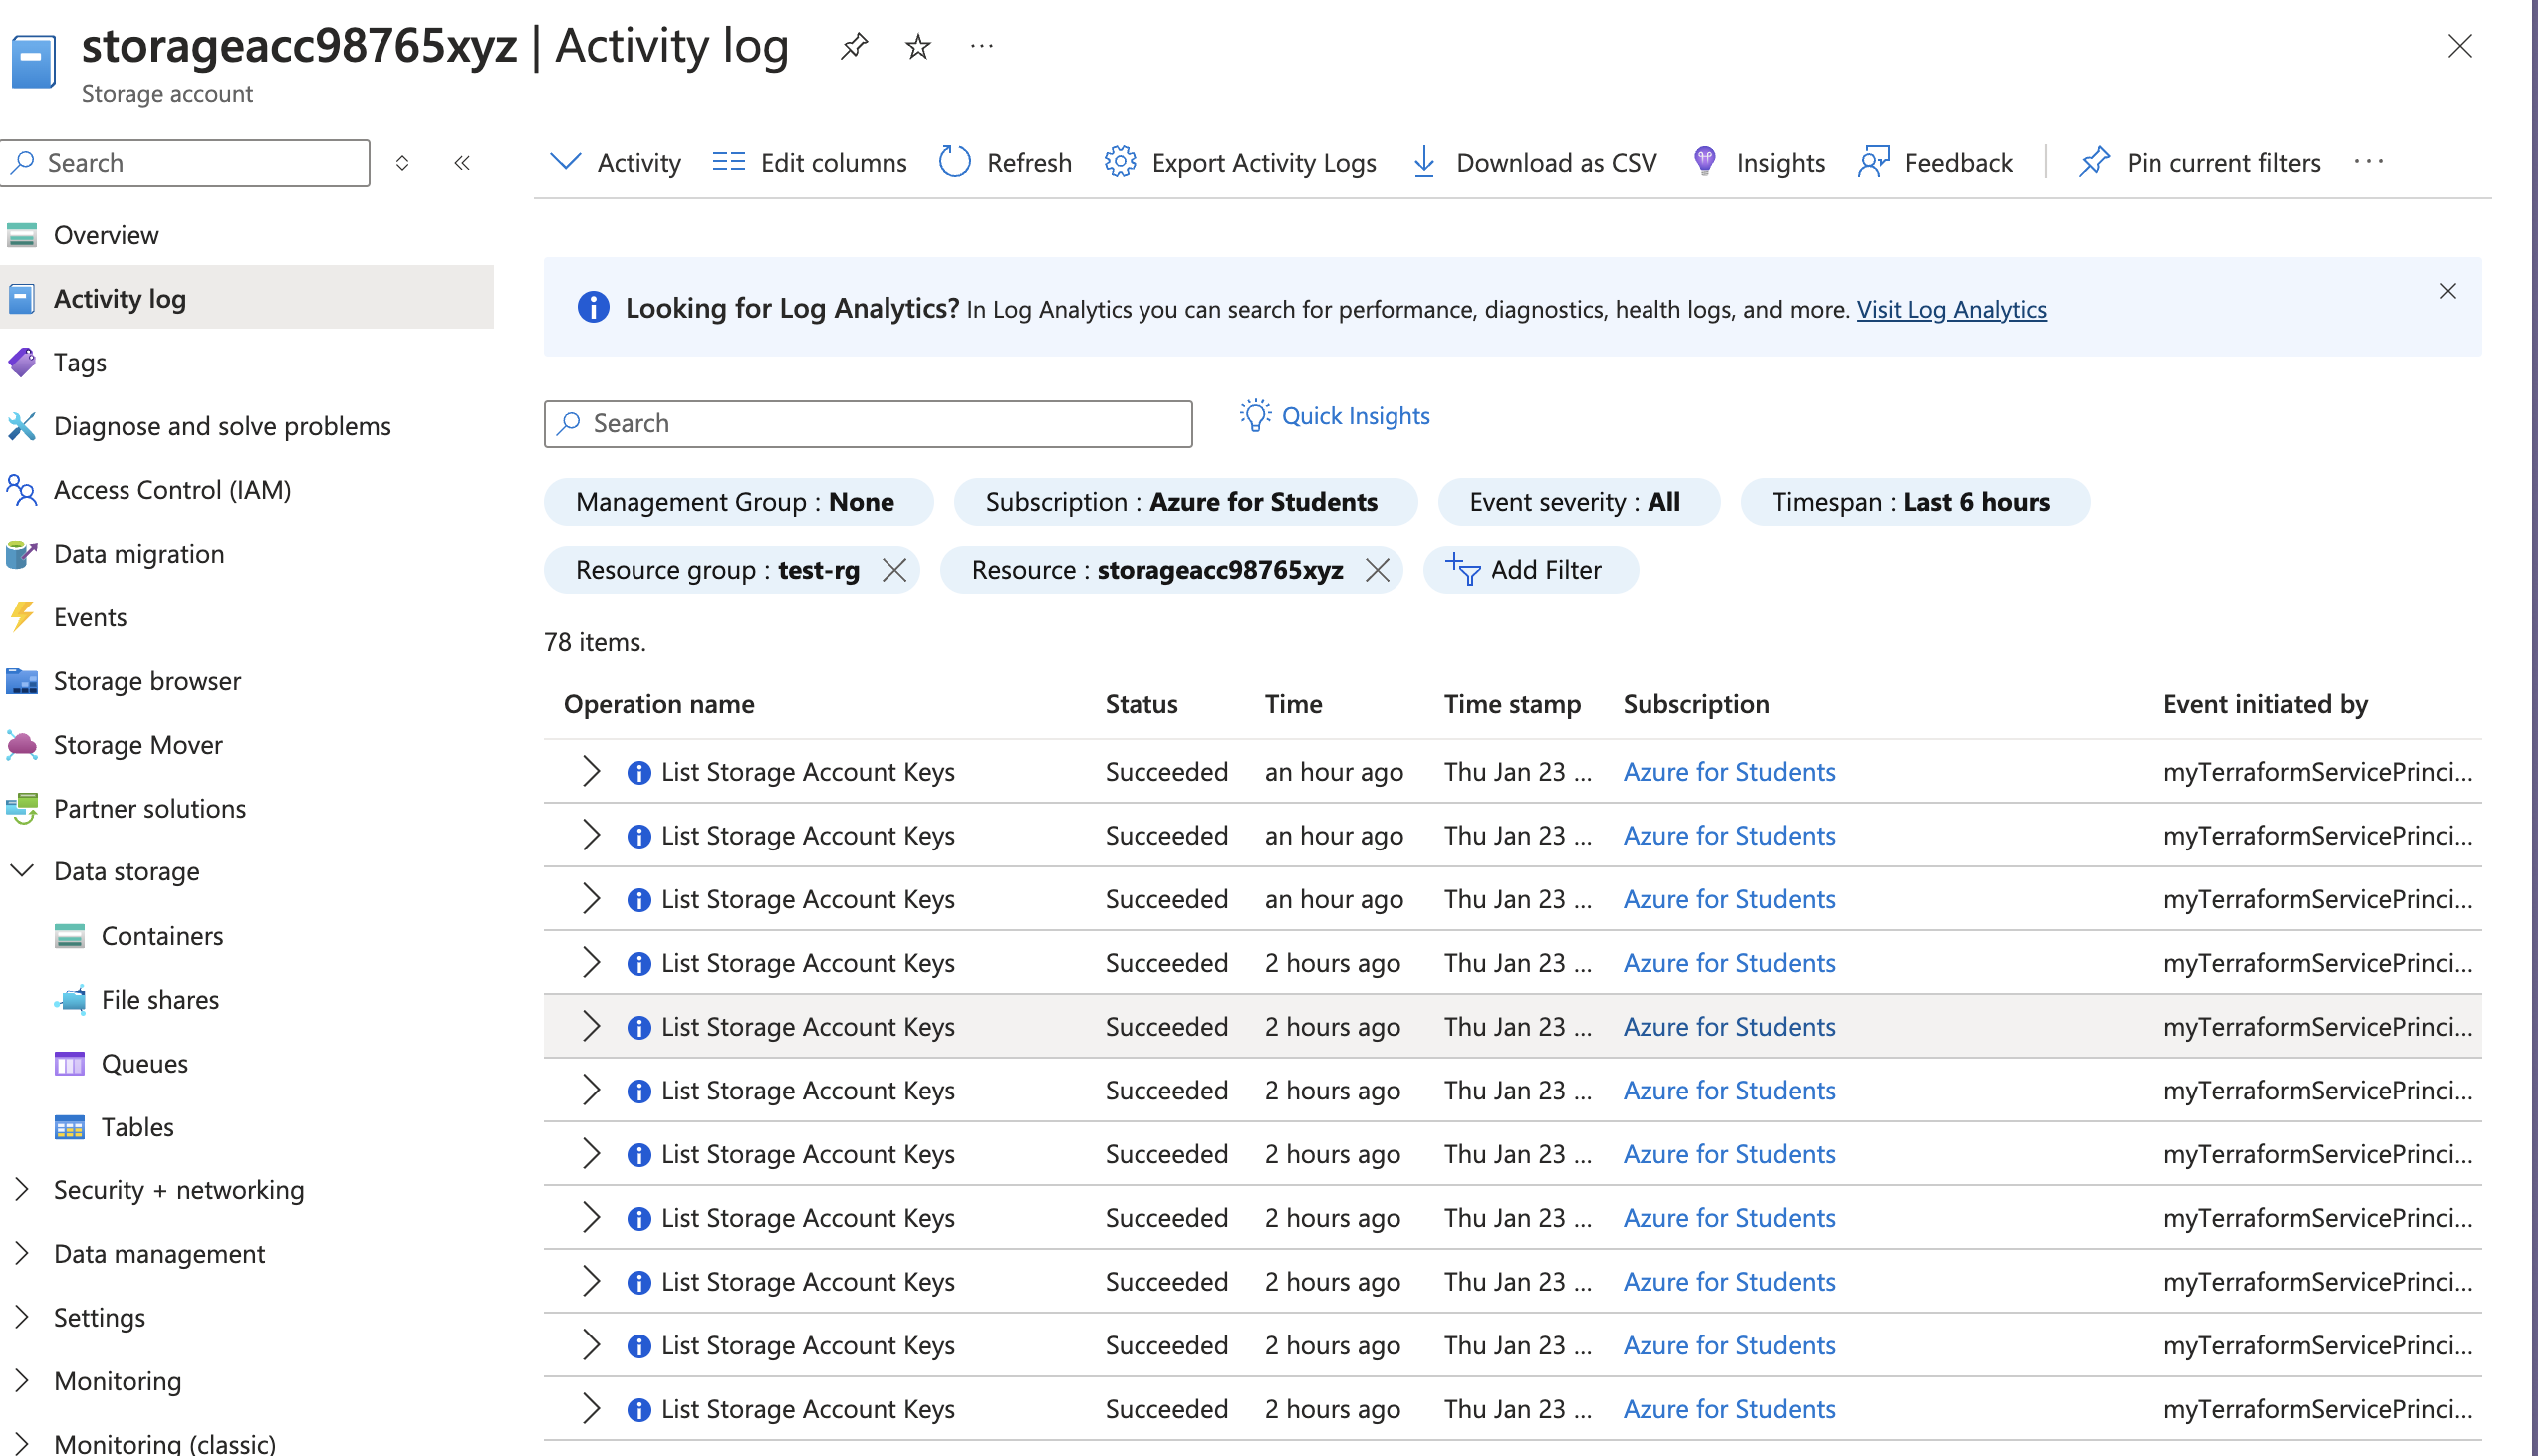 storageacc98765xyz | Activity log
Storage account
Search
Overview
Activity log
Tags
Diagnose and solve problems
Access Control (IAM)
Data migration
Events
Storage browser
Storage Mover
Partner solutions
Data storage
Containers
File shares
Queues
Tables
Security + networking
Data management
Settings
Monitoring
Monitoring (classic)
Activity Edit columns Refresh Export Activity Logs Download as CSV Insights Feedback Pin current filters
Looking for Log Analytics? In Log Analytics you can search for performance, diagnostics, health logs, and more. Visit Log Analytics
Search Quick Insights
Management Group : None Subscription : Azure for Students Event severity : All Timespan : Last 6 hours
Resource group : test-rg Resource : storageacc98765xyz Add Filter
78 items.
Operation name Status Time Time stamp Subscription Event initiated by
List Storage Account Keys Succeeded an hour ago Thu Jan 23 ... Azure for Students myTerraformServicePrinci...
List Storage Account Keys Succeeded an hour ago Thu Jan 23 ... Azure for Students myTerraformServicePrinci...
List Storage Account Keys Succeeded an hour ago Thu Jan 23 ... Azure for Students myTerraformServicePrinci...
List Storage Account Keys Succeeded 2 hours ago Thu Jan 23 ... Azure for Students myTerraformServicePrinci...
List Storage Account Keys Succeeded 2 hours ago Thu Jan 23 ... Azure for Students myTerraformServicePrinci...
List Storage Account Keys Succeeded 2 hours ago Thu Jan 23 ... Azure for Students myTerraformServicePrinci...
List Storage Account Keys Succeeded 2 hours ago Thu Jan 23 ... Azure for Students myTerraformServicePrinci...
List Storage Account Keys Succeeded 2 hours ago Thu Jan 23 ... Azure for Students myTerraformServicePrinci...
List Storage Account Keys Succeeded 2 hours ago Thu Jan 23 ... Azure for Students myTerraformServicePrinci...
List Storage Account Keys Succeeded 2 hours ago Thu Jan 23 ... Azure for Students myTerraformServicePrinci...
List Storage Account Keys Succeeded 2 hours ago Thu Jan 23 ... Azure for Students myTerraformServicePrinci...